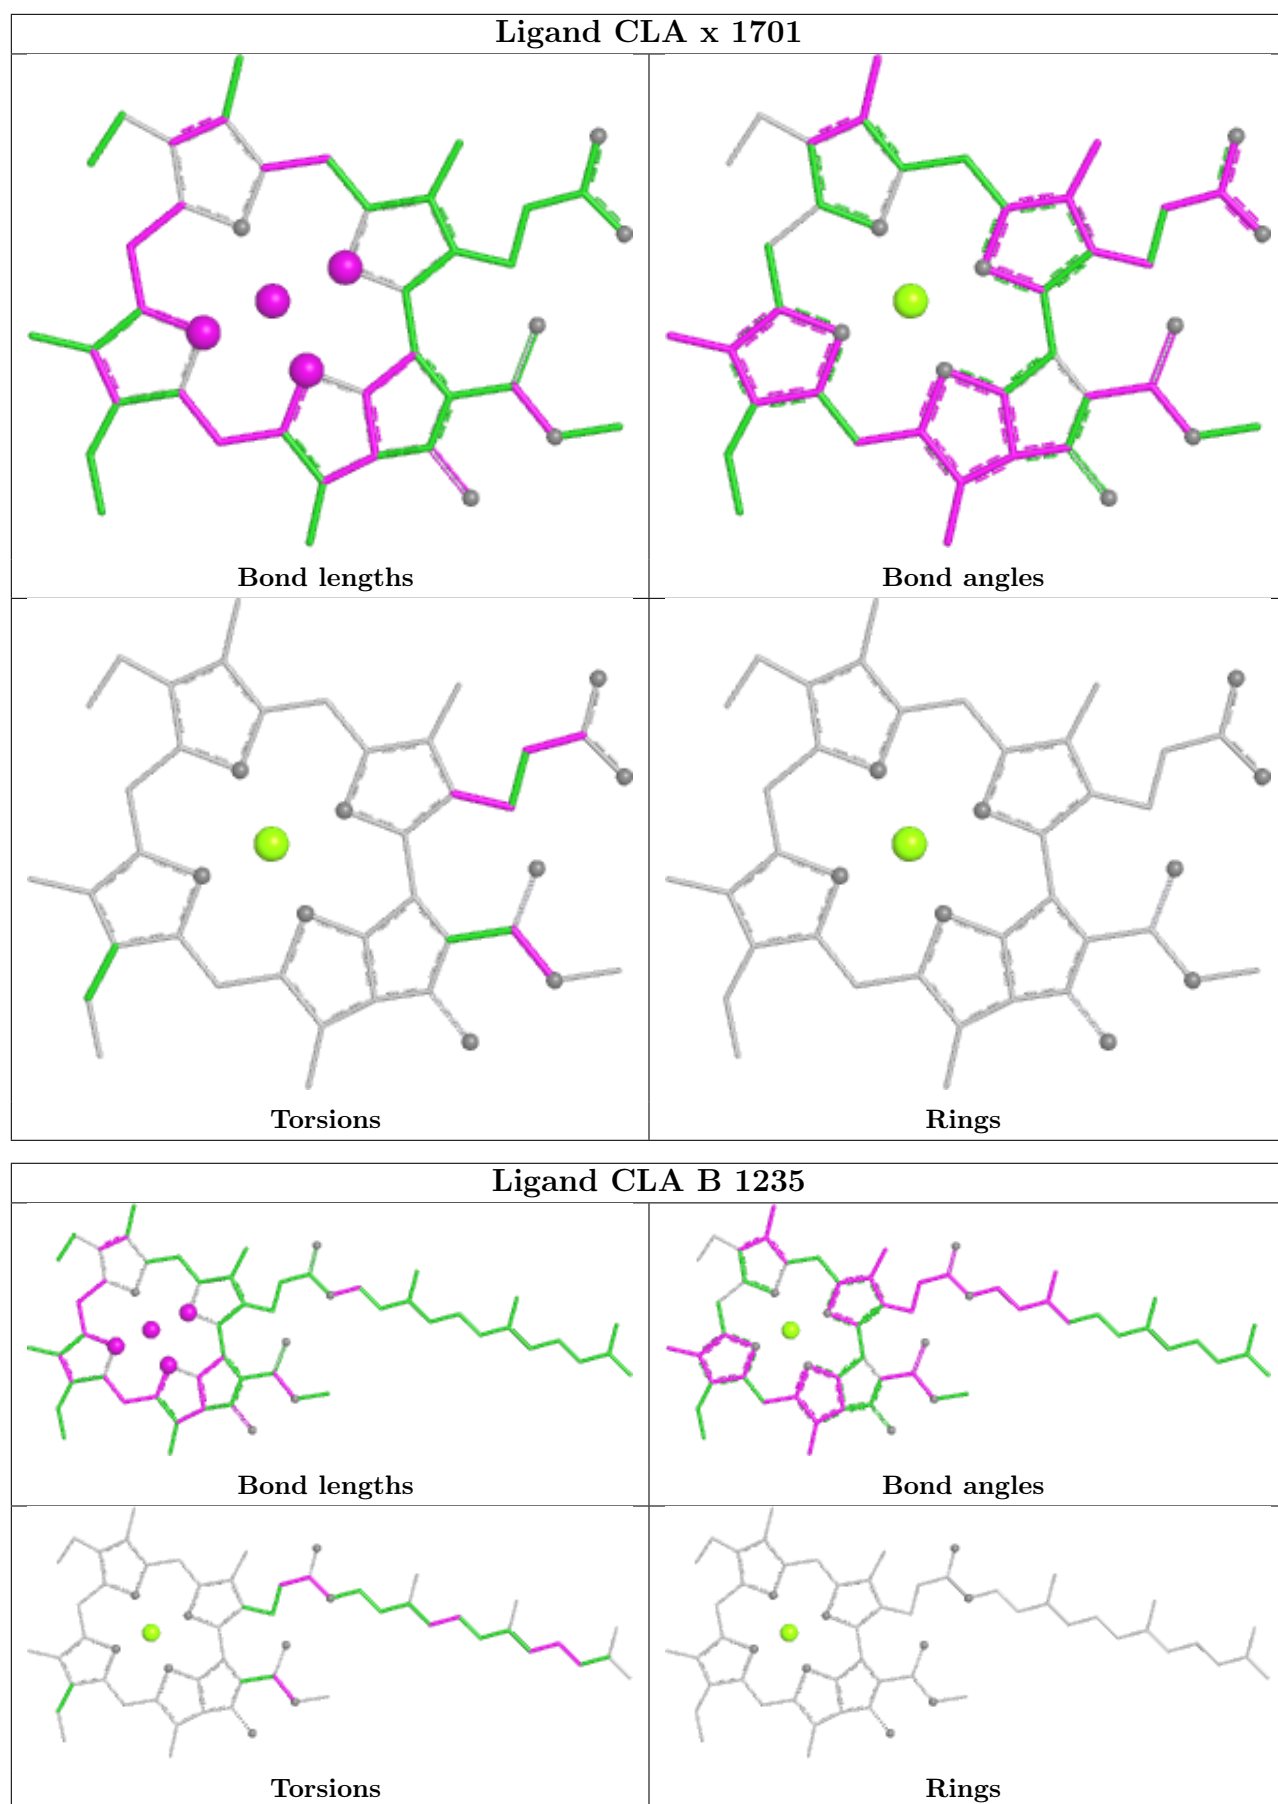 Ligand CLA x 1701
Bond lengths
Bond angles
Torsions
Rings
Ligand CLA B 1235
Bond lengths
Bond angles
Torsions
Rings